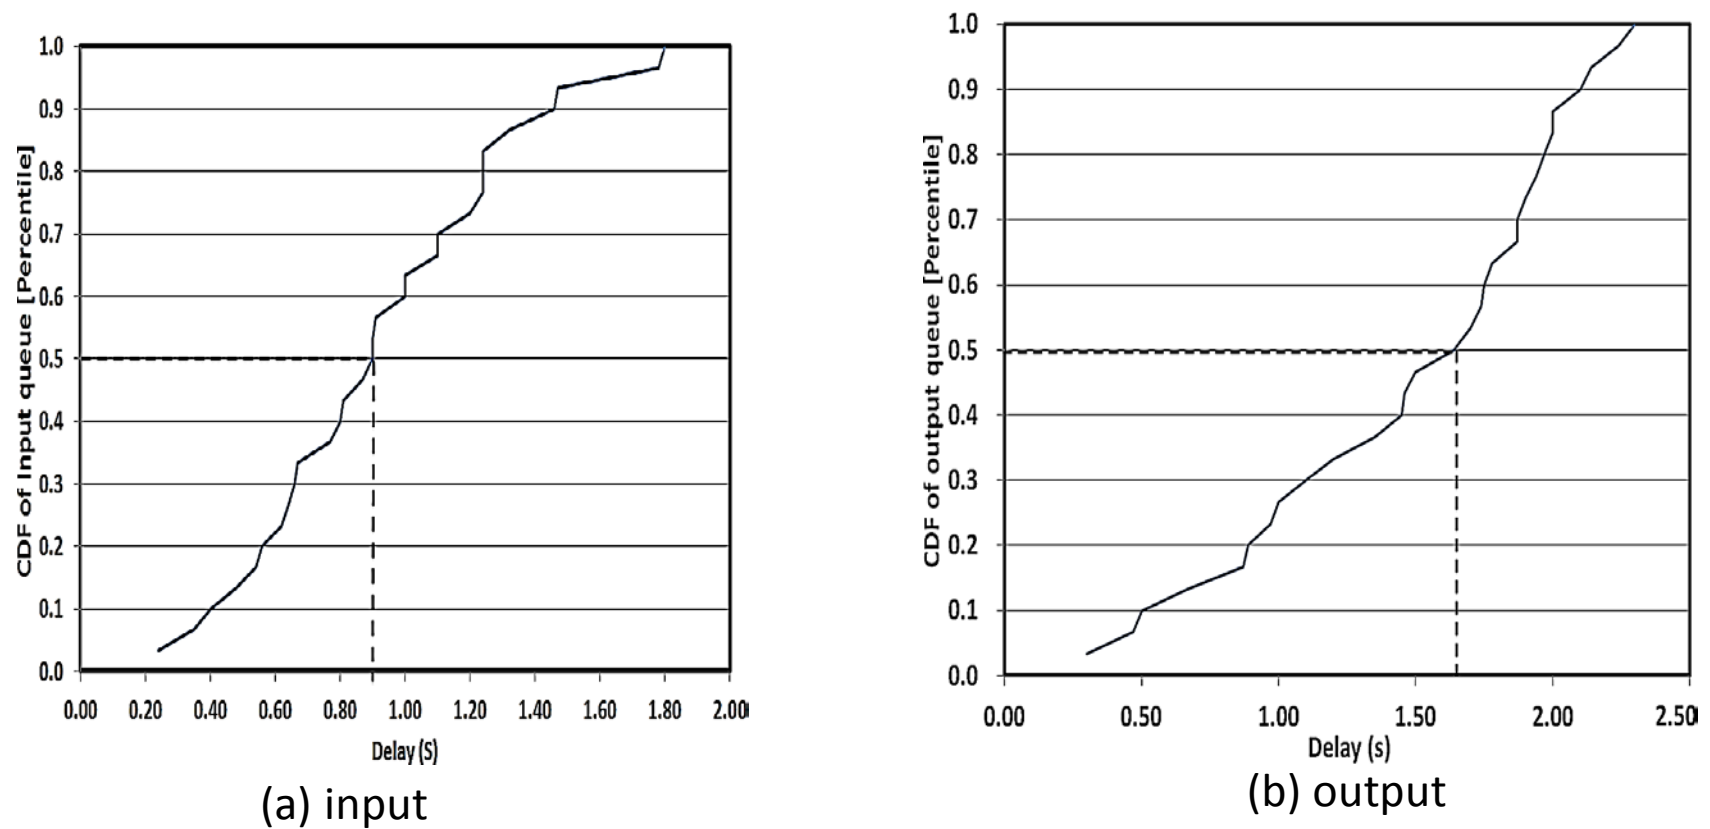 1.0
0.9
0.8
0.7
0.6
0.5
0.4
0.3
0.2
0.1
0.0
CDF of Input queue [Percentile]
0.00 0.20 0.40 0.60 0.80 1.00 1.20 1.40 1.60 1.80 2.00
Delay (S)
(a) input
1.0
0.9
0.8
0.7
0.6
0.5
0.4
0.3
0.2
0.1
0.0
CDF of output queue [Percentile]
0.00 0.50 1.00 1.50 2.00 2.50
Delay (s)
(b) output